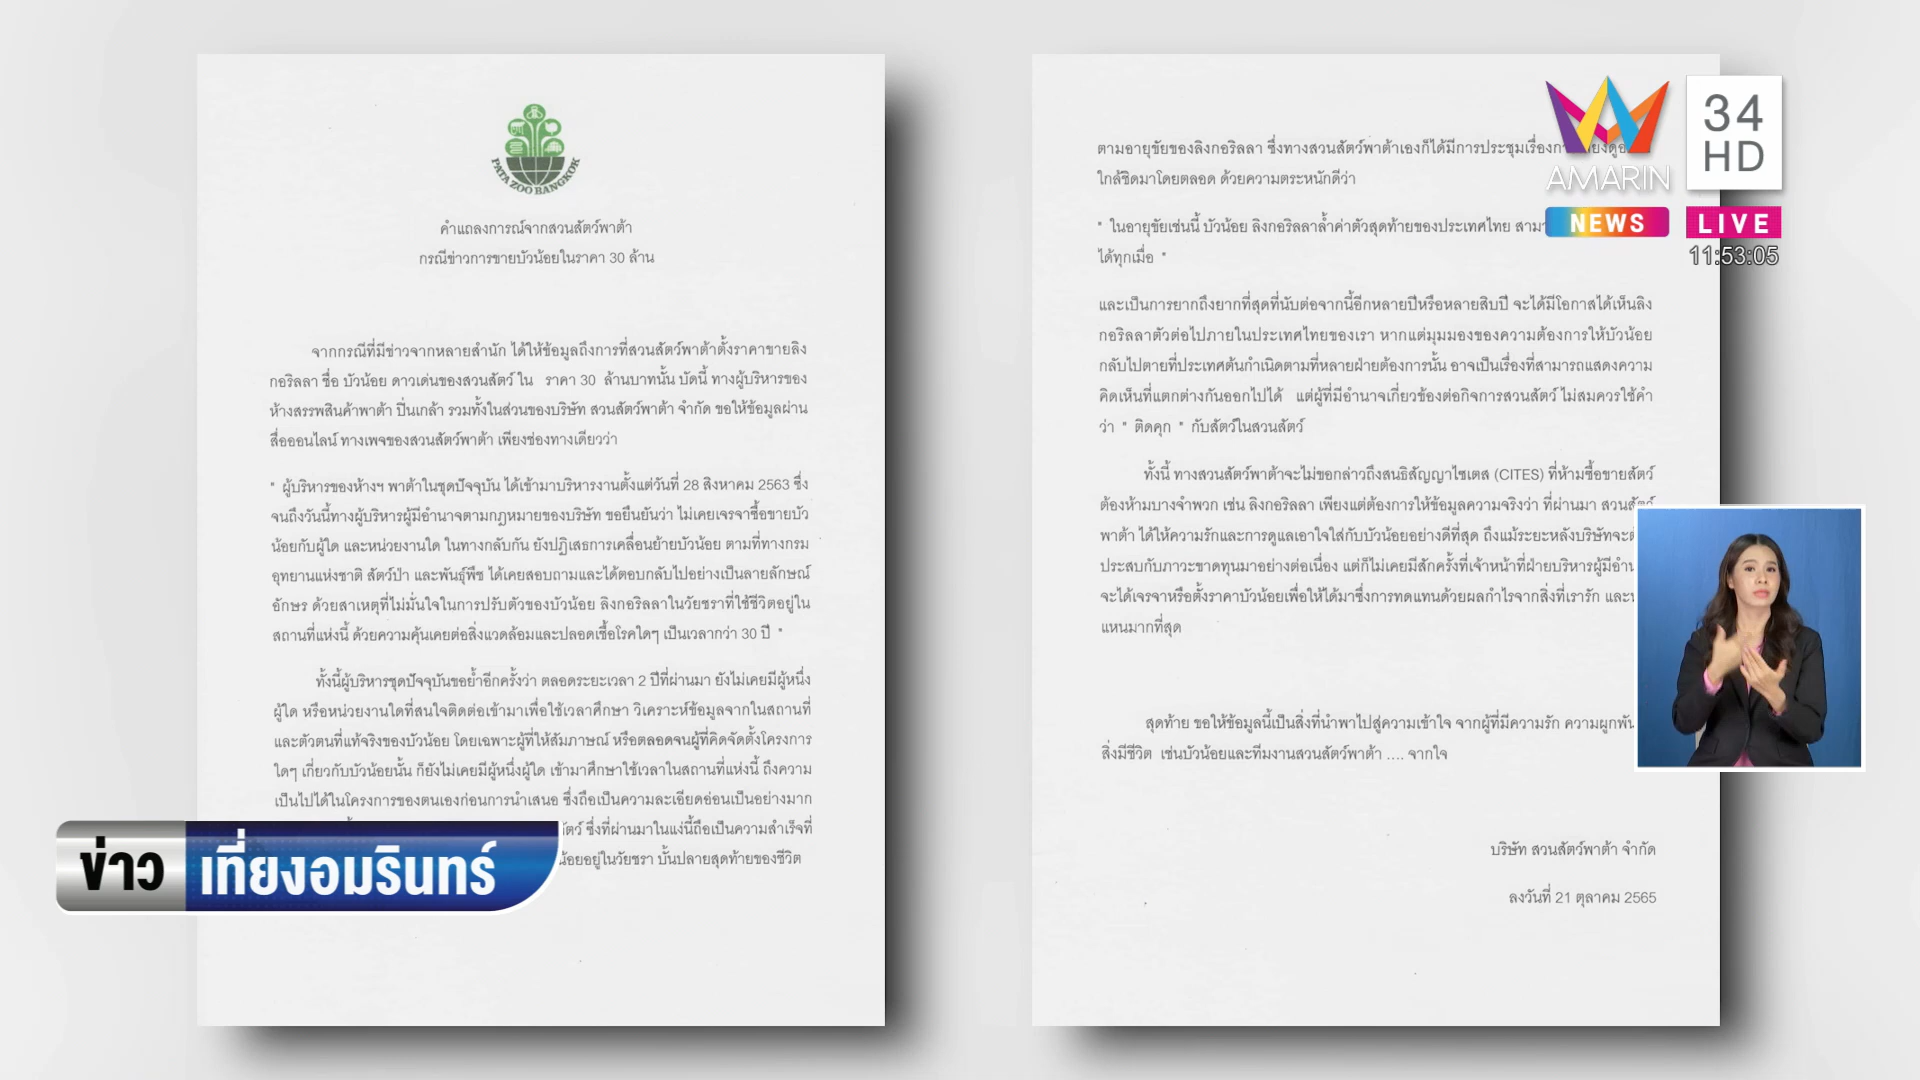 PATA ZOO BANGKOK
คำแถลงการณ์จากสวนสัตว์พาต้า
กรณีข่าวการขายบัวน้อยในราคา 30 ล้าน
จากกรณีที่มีข่าวจากหลายสำนัก ได้ให้ข้อมูลถึงการที่สวนสัตว์พาต้าตั้งราคาขายลิง
กอริลลา ชื่อ บัวน้อย ดาวเด่นของสวนสัตว์ ใน ราคา 30 ล้านบาทนั้น บัดนี้ ทางผู้บริหารของ
ห้างสรรพสินค้าพาต้า ปิ่นเกล้า รวมทั้งในส่วนของบริษัท สวนสัตว์พาต้า จำกัด ขอให้ข้อมูลผ่าน
สื่อออนไลน์ ทางเพจของสวนสัตว์พาต้า เพียงช่องทางเดียวว่า
" ผู้บริหารของห้างฯ พาต้าในชุดปัจจุบัน ได้เข้ามาบริหารงานตั้งแต่วันที่ 28 สิงหาคม 2563 ซึ่ง
จนถึงวันนี้ทางผู้บริหารผู้มีอำนาจตามกฎหมายของบริษัท ขอยืนยันว่า ไม่เคยเจรจาซื้อขายบัว
น้อยกับผู้ใด และหน่วยงานใด ในทางกลับกัน ยังปฏิเสธการเคลื่อนย้ายบัวน้อย ตามที่ทางกรม
อุทยานแห่งชาติ สัตว์ป่า และพันธุ์พืช ได้เคยสอบถามและได้ตอบกลับไปอย่างเป็นลายลักษณ์
อักษร ด้วยสาเหตุที่ไม่มั่นใจในการปรับตัวของบัวน้อย ลิงกอริลลาในวัยชราที่ใช้ชีวิตอยู่ใน
สถานที่แห่งนี้ ด้วยความคุ้นเคยต่อสิ่งแวดล้อมและปลอดเชื้อโรคใดๆ เป็นเวลากว่า 30 ปี "
ทั้งนี้ผู้บริหารชุดปัจจุบันขอย้ำอีกครั้งว่า ตลอดระยะเวลา 2 ปีที่ผ่านมา ยังไม่เคยมีผู้หนึ่ง
ผู้ใด หรือหน่วยงานใดที่สนใจติดต่อเข้ามาเพื่อใช้เวลาศึกษา วิเคราะห์ข้อมูลจากในสถานที่
และตัวตนที่แท้จริงของบัวน้อย โดยเฉพาะผู้ที่ให้สัมภาษณ์ หรือตลอดจนผู้ที่คิดจัดตั้งโครงการ
ใดๆ เกี่ยวกับบัวน้อยนั้น ก็ยังไม่เคยมีผู้หนึ่งผู้ใด เข้ามาศึกษาใช้เวลาในสถานที่แห่งนี้ ถึงความ
เป็นไปได้ในโครงการของตนเองก่อนการนำเสนอ ซึ่งถือเป็นความละเอียดอ่อนเป็นอย่างมาก
ซึ่งที่ผ่านมาในแง่นี้ถือเป็นความสำเร็จที่
น้อยอยู่ในวัยชรา บั้นปลายสุดท้ายของชีวิต
ข่าว เที่ยงอมรินทร์
ตามอายุขัยของลิงกอริลลา ซึ่งทางสวนสัตว์พาต้าเองก็ได้มีการประชุมเรื่อง
ใกล้ชิดมาโดยตลอด ด้วยความตระหนักดีว่า
" ในอายุขัยเช่นนี้ บัวน้อย ลิงกอริลลาล้ำค่าตัวสุดท้ายของประเทศไทย
ได้ทุกเมื่อ "
และเป็นการยากถึงยากที่สุดที่นับต่อจากนี้อีกหลายปีหรือหลายสิบปี จะได้มีโอกาสได้เห็นลิง
กอริลลาตัวต่อไปภายในประเทศไทยของเรา หากแต่มุมมองของความต้องการให้บัวน้อย
กลับไปตายที่ประเทศต้นกำเนิดตามที่หลายฝ่ายต้องการนั้น อาจเป็นเรื่องที่สามารถแสดงความ
คิดเห็นที่แตกต่างกันออกไปได้ แต่ผู้ที่มีอำนาจเกี่ยวข้องต่อกิจการสวนสัตว์ ไม่สมควรใช้คำ
ว่า " ติดคุก " กับสัตว์ในสวนสัตว์
ทั้งนี้ ทางสวนสัตว์พาต้าจะไม่ขอกล่าวถึงสนธิสัญญาไซเตส (CITES) ที่ห้ามซื้อขายสัตว์
ต้องห้ามบางจำพวก เช่น ลิงกอริลลา เพียงแต่ต้องการให้ข้อมูลความจริงว่า ที่ผ่านมา สวนสัตว์
พาต้า ได้ให้ความรักและการดูแลเอาใจใส่กับบัวน้อยอย่างดีที่สุด ถึงแม้ระยะหลังบริษัทจะ
ประสบกับภาวะขาดทุนมาอย่างต่อเนื่อง แต่ก็ไม่เคยมีสักครั้งที่เจ้าหน้าที่ฝ่ายบริหารผู้มี
จะได้เจรจาหรือตั้งราคาบัวน้อยเพื่อให้ได้มาซึ่งการทดแทนด้วยผลกำไรจากสิ่งที่เรารัก และ
แหนมากที่สุด
สุดท้าย ขอให้ข้อมูลนี้เป็นสิ่งที่นำพาไปสู่ความเข้าใจ จากผู้ที่มีความรัก
สิ่งมีชีวิต เช่นบัวน้อยและทีมงานสวนสัตว์พาต้า .... จากใจ
บริษัท สวนสัตว์พาต้า จำกัด
ลงวันที่ 21 ตุลาคม 2565
AMARIN
NEWS
34
HD
LIVE
11:53:05